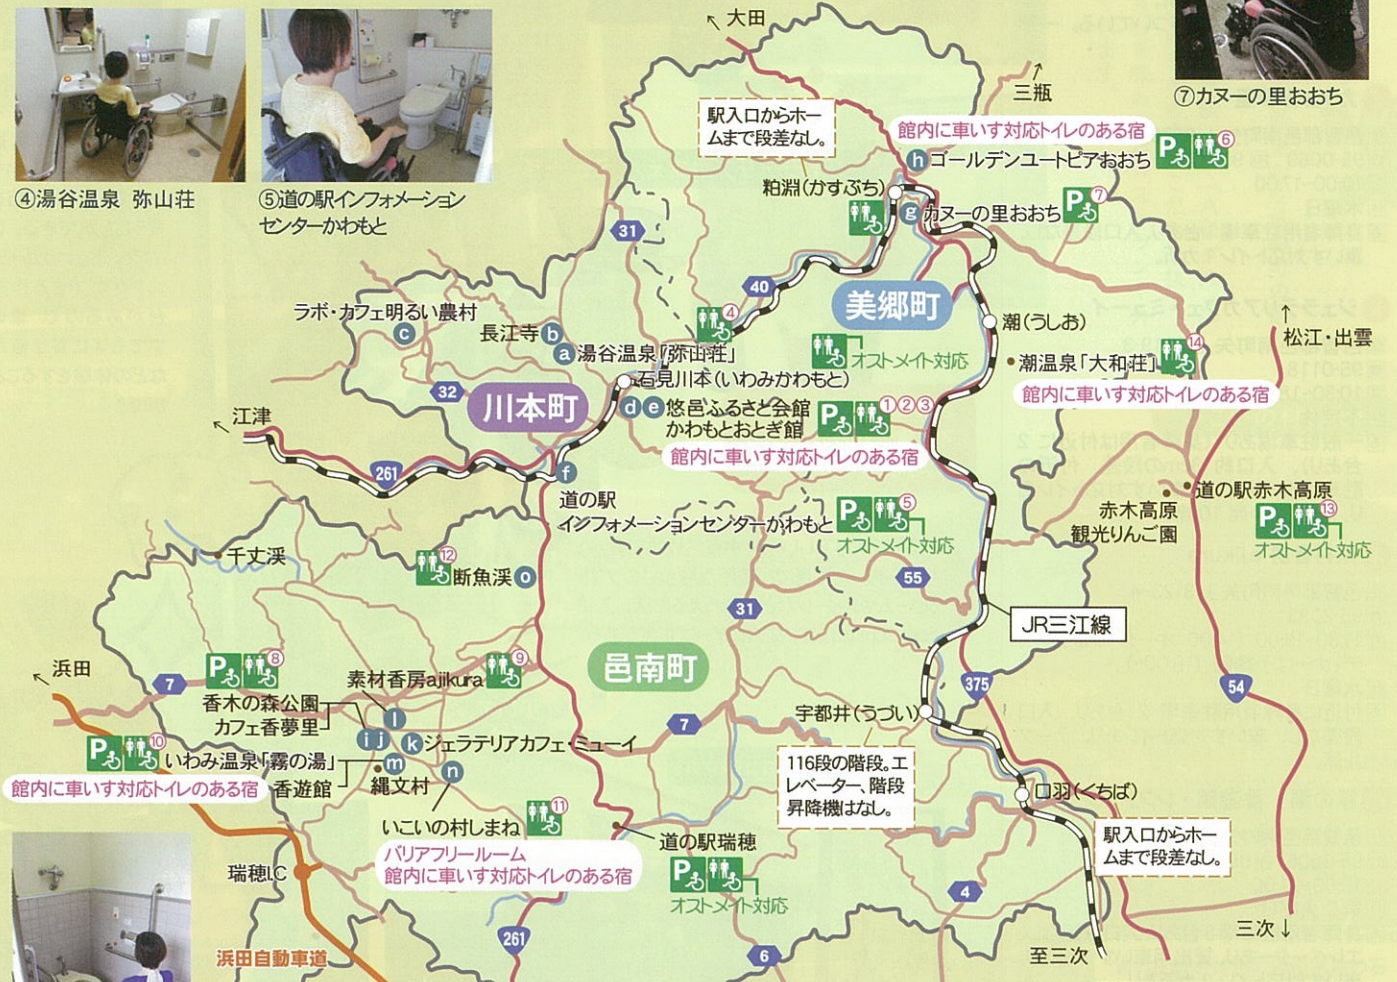 ④湯谷温泉 弥山荘
⑤道の駅インフォメーション
センターかわもと
⑦カヌーの里おおち
大田
三瓶
駅入口からホー
ムまで段差なし。
館内に車いす対応トイレのある宿
h ゴールデンユートピアおおち
P ⑥
粕淵(かすぶち)
g カヌーの里おおち
P ⑦
31
40
美郷町
④
ラボ・カフェ明るい農村
c
長江寺 b
a 湯谷温泉「弥山荘」
石見川本(いわみかわもと)
32
川本町
d e 悠邑ふるさと会館
かわもとおとぎ館
P ①②③
館内に車いす対応トイレのある宿
オストメイト対応
潮(うしお)
潮温泉「大和荘」
⑭
館内に車いす対応トイレのある宿
松江・出雲
江津
261
f
道の駅
インフォメーションセンターかわもと
P ⑤
オストメイト対応
道の駅赤木高原
赤木高原
観光りんご園
P ⑬
オストメイト対応
千丈渓
⑫
断魚渓 o
55
31
JR三江線
邑南町
浜田
7
P ⑧
素材香房ajikura ⑨
香木の森公園
カフェ香夢里
l
i j
k ジェラテリアカフェ・ミューイ
P ⑩
いわみ温泉「霧の湯」
m
館内に車いす対応トイレのある宿
香遊館
縄文村
n
7
宇都井(うづい)
375
54
116段の階段。エ
レベーター、階段
昇降機はなし。
口羽(くちば)
駅入口からホー
ムまで段差なし。
いこいの村しまね
⑪
バリアフリールーム
館内に車いす対応トイレのある宿
道の駅瑞穂
P
オストメイト対応
瑞穂I.C
4
261
浜田自動車道
6
至三次
三次